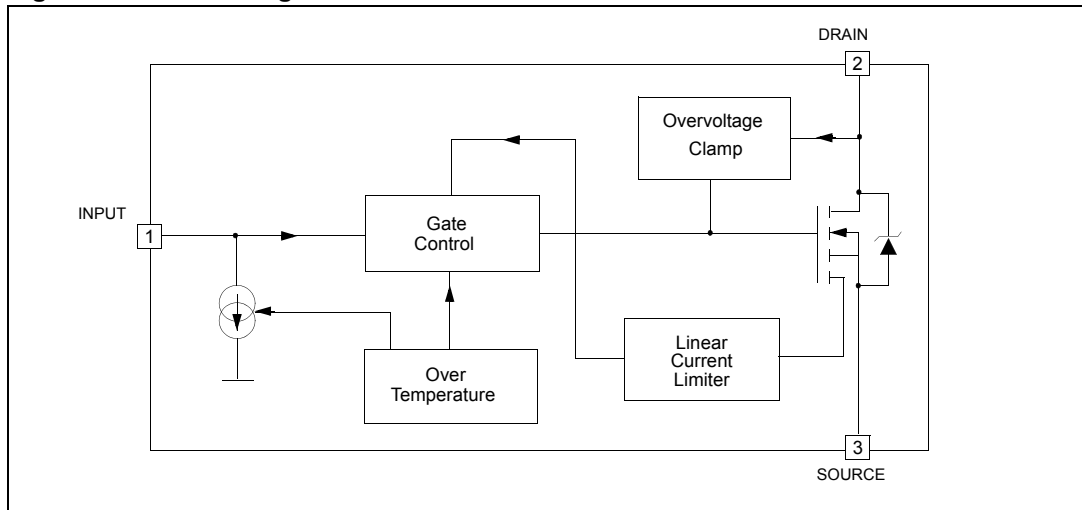 DRAIN
2
Overvoltage
Clamp
INPUT
1
Gate
Control
Linear
Current
Limiter
Over
Temperature
3
SOURCE